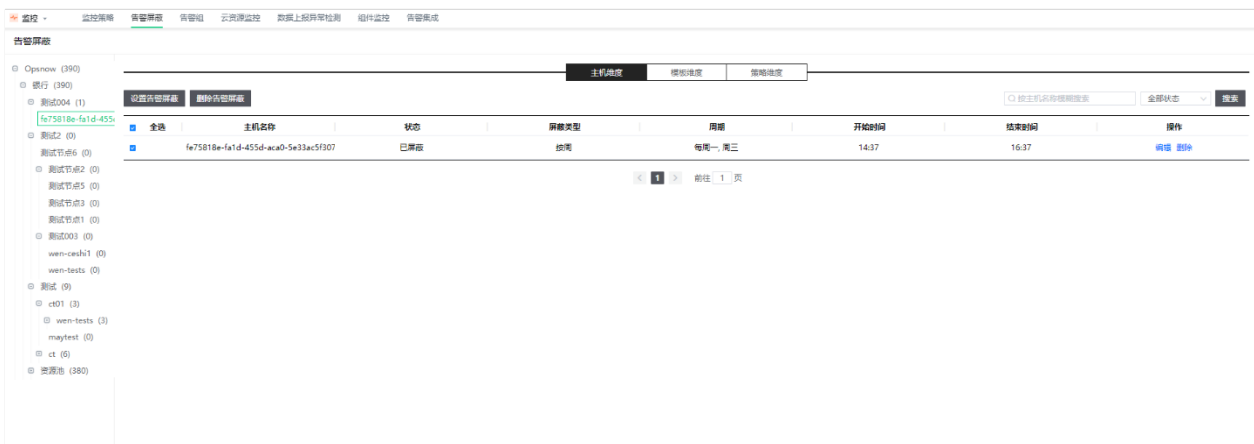 监控 监控策略 告警屏蔽 告警组 云资源监控 数据上报异常检测 组件监控 告警集成
告警屏蔽
Opsnow (390)
银行 (390)
测试004 (1)
fe75818e-fa1d-455
测试2 (0)
测试节点6 (0)
测试节点2 (0)
测试节点5 (0)
测试节点3 (0)
测试节点1 (0)
测试003 (0)
wen-ceshi1 (0)
wen-tests (0)
测试 (9)
ct01 (3)
wen-tests (3)
maytest (0)
ct (6)
资源池 (380)
主机维度 模板维度 策略维度
设置告警屏蔽 删除告警屏蔽 按主机名称模糊搜索 全部状态 搜索
全选 主机名称 状态 屏蔽类型 周期 开始时间 结束时间 操作
fe75818e-fa1d-455d-aca0-5e33ac5f307 已屏蔽 按周 每周一, 周三 14:37 16:37 编辑 删除
< 1 > 前往 1 页